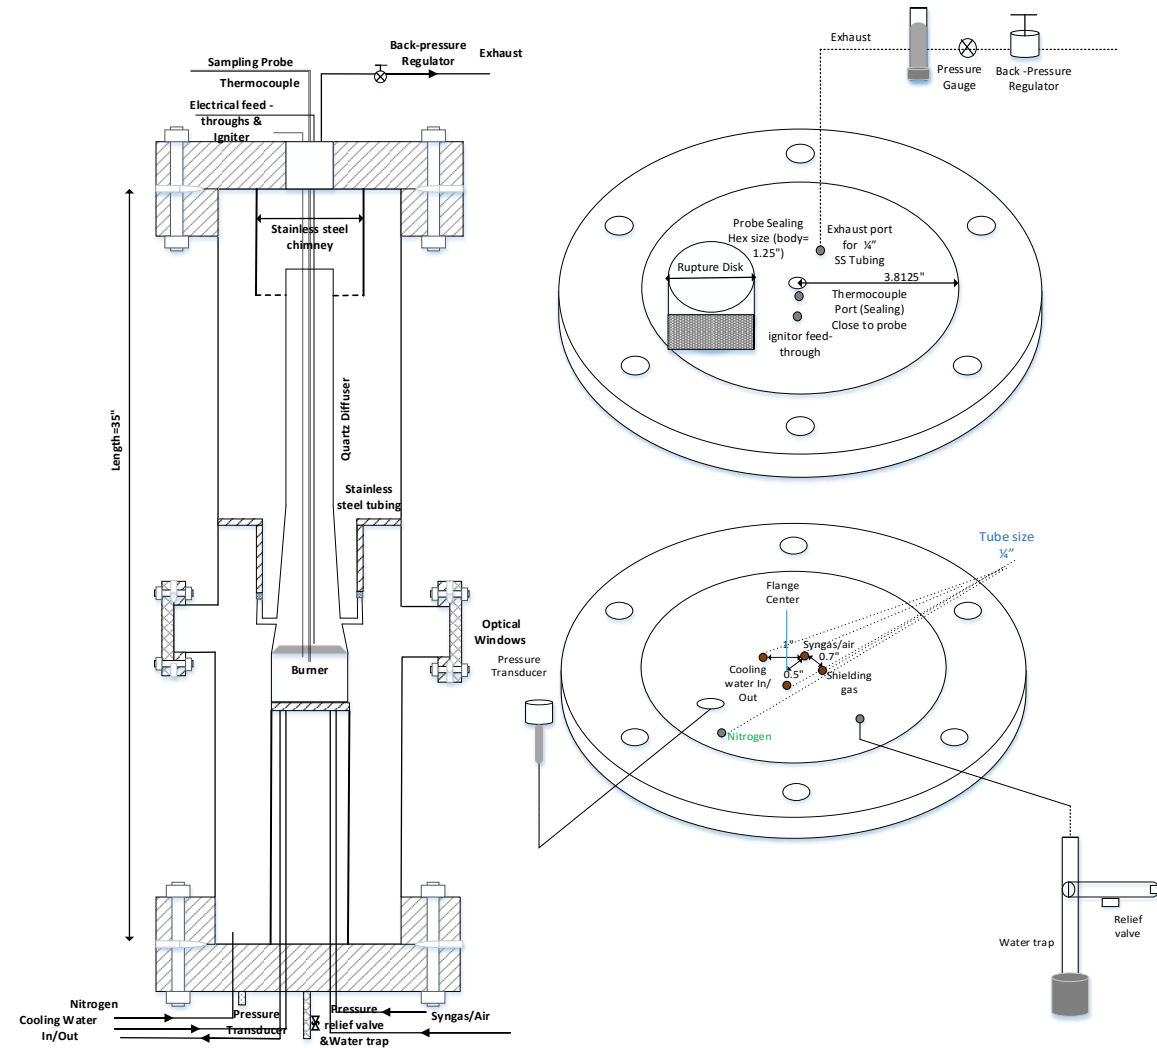 Sampling Probe
Thermocouple
Electrical feed -
throughs &
Igniter
Back-pressure
Regulator
Exhaust
Stainless steel
chimney
Length=35"
Quartz Diffuser
Stainless
steel tubing
Optical
Windows
Burner
Nitrogen
Cooling Water
In/Out
Pressure
Transducer
Pressure
relief valve
&Water trap
Syngas/Air
Exhaust
Pressure
Gauge
Back -Pressure
Regulator
Probe Sealing
Hex size (body=
1.25")
Exhaust port
for ¼”
SS Tubing
Rupture Disk
3.8125"
Thermocouple
Port (Sealing)
Close to probe
ignitor feed-
through
Tube size
¼”
Flange
Center
1"
Syngas/air
0.7"
Cooling
water In/
Out
0.5"
Shielding
gas
Nitrogen
Pressure
Transducer
Water trap
Relief
valve